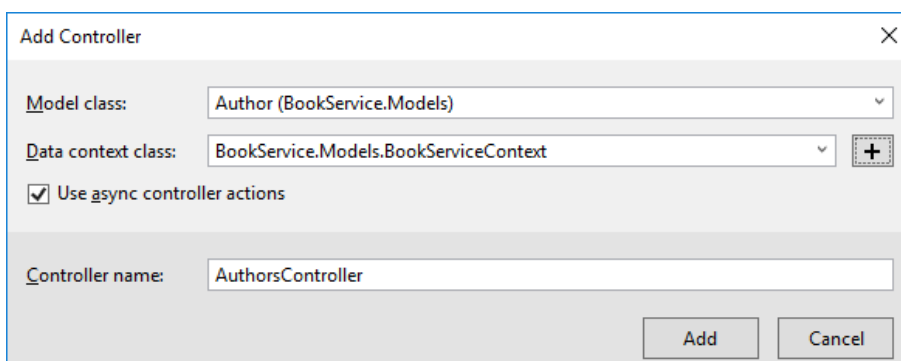 Add Controller
Model class: Author (BookService.Models)
Data context class: BookService.Models.BookServiceContext +
Use async controller actions
Controller name: AuthorsController
Add Cancel